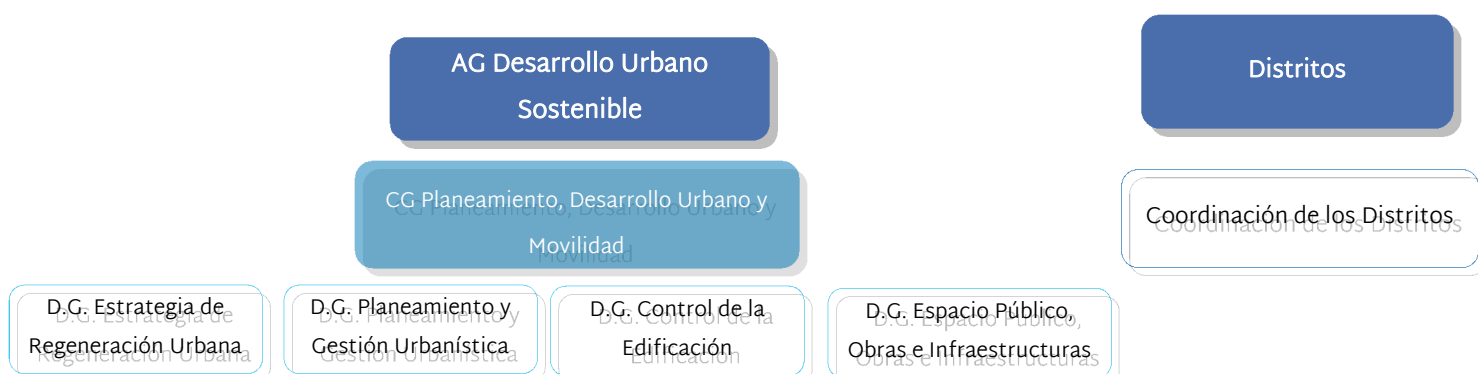 AG Desarrollo Urbano
Sostenible
Distritos
CG Planeamiento, Desarrollo Urbano y
Movilidad
Coordinación de los Distritos
D.G. Estrategia de
Regeneración Urbana
D.G. Planeamiento y
Gestión Urbanística
D.G. Control de la
Edificación
D.G. Espacio Público,
Obras e Infraestructuras